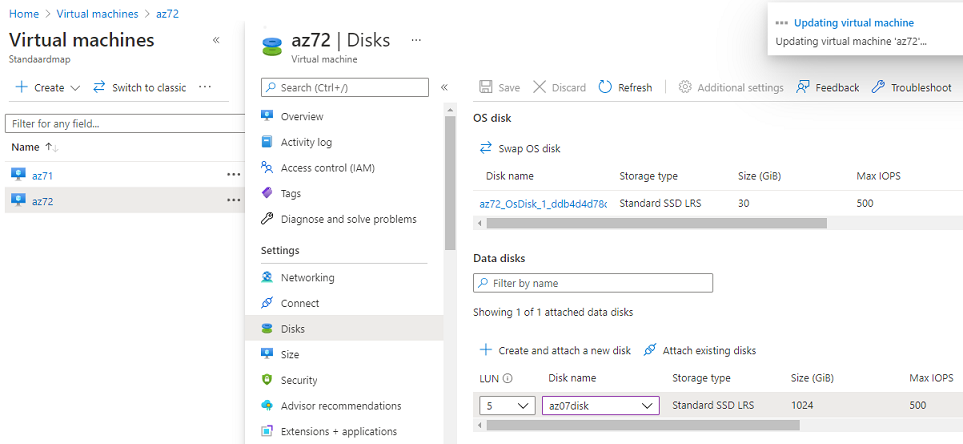 Home > Virtual machines > az72
Virtual machines
Standaardmap
Create
Switch to classic
Filter for any field...
Name
az71
az72
az72 | Disks
Virtual machine
Search (Ctrl+/)
Overview
Activity log
Access control (IAM)
Tags
Diagnose and solve problems
Settings
Networking
Connect
Disks
Size
Security
Advisor recommendations
Extensions + applications
Updating virtual machine
Updating virtual machine 'az72'...
Save Discard Refresh Additional settings Feedback Troubleshoot
OS disk
Swap OS disk
Disk name Storage type Size (GiB) Max IOPS
az72_OsDisk_1_ddb4d4d78c Standard SSD LRS 30 500
Data disks
Filter by name
Showing 1 of 1 attached data disks
Create and attach a new disk Attach existing disks
LUN Disk name Storage type Size (GiB) Max IOPS
5 az07disk Standard SSD LRS 1024 500